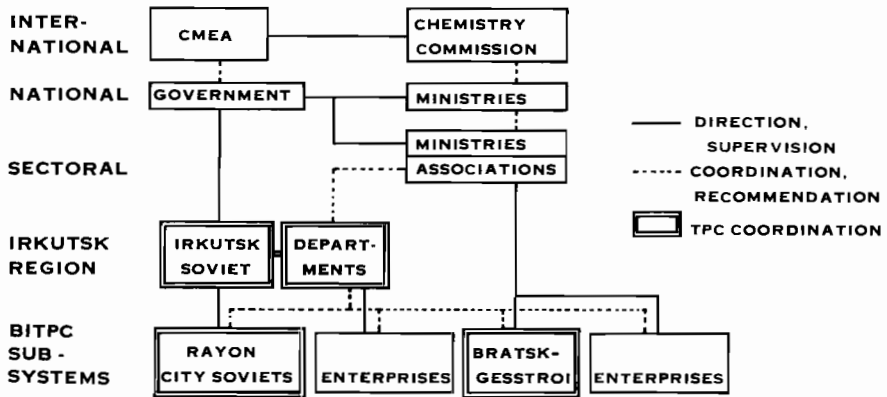 INTER-
NATIONAL
CMEA
CHEMISTRY
COMMISSION
NATIONAL
GOVERNMENT
MINISTRIES
SECTORAL
MINISTRIES
ASSOCIATIONS
DIRECTION,
SUPERVISION
COORDINATION,
RECOMMENDATION
TPC COORDINATION
IRKUTSK
REGION
IRKUTSK
SOVIET
DEPART-
MENTS
BITPC
SUB-
SYSTEMS
RAYON
CITY SOVIETS
ENTERPRISES
BRATSK-
GESSTROI
ENTERPRISES